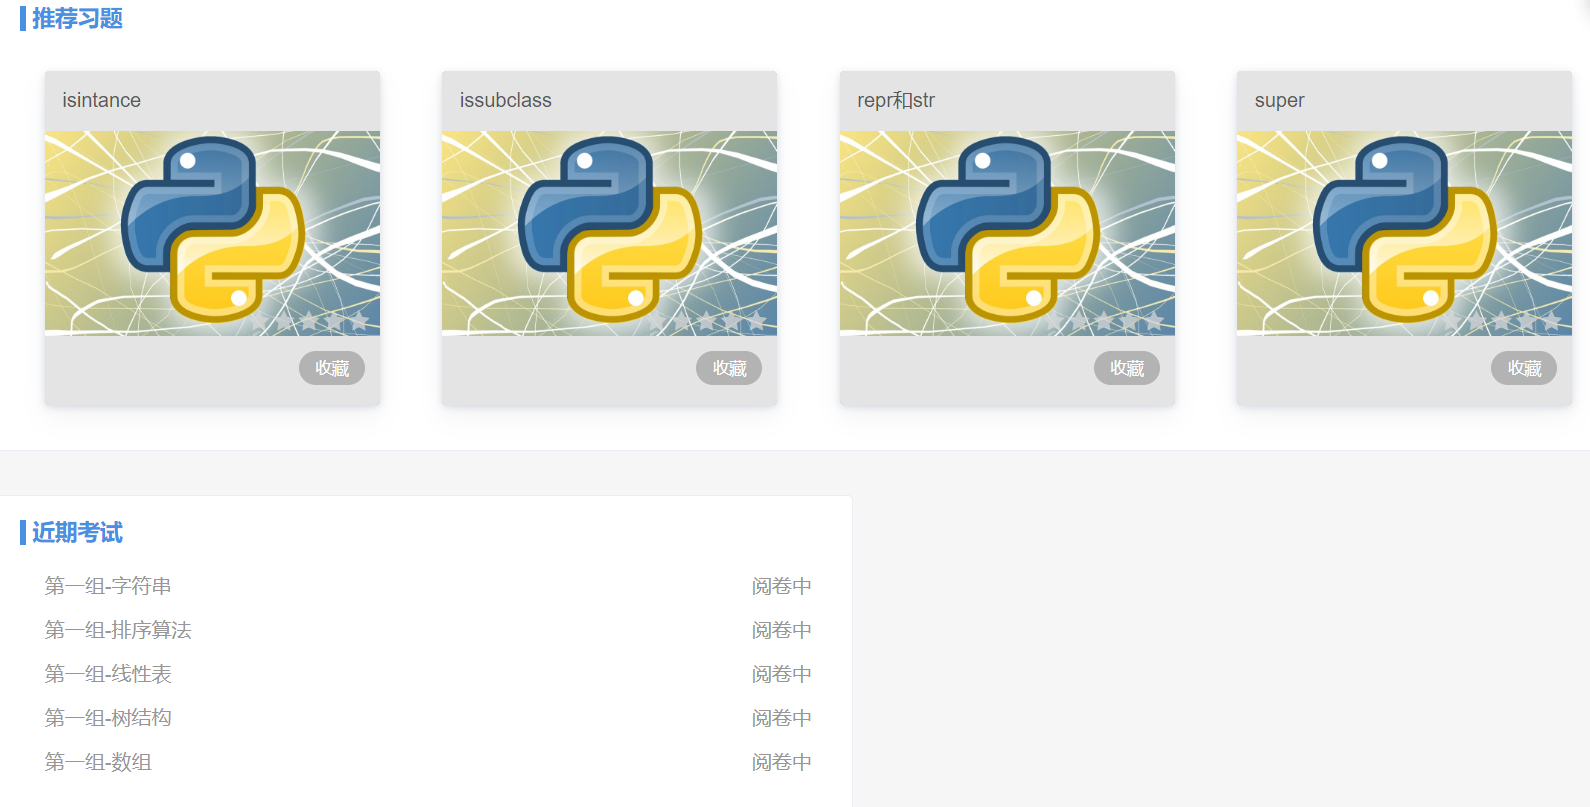 推荐习题
isintance
issubclass
repr和str
super
收藏
收藏
收藏
收藏
近期考试
第一组-字符串 阅卷中
第一组-排序算法 阅卷中
第一组-线性表 阅卷中
第一组-树结构 阅卷中
第一组-数组 阅卷中